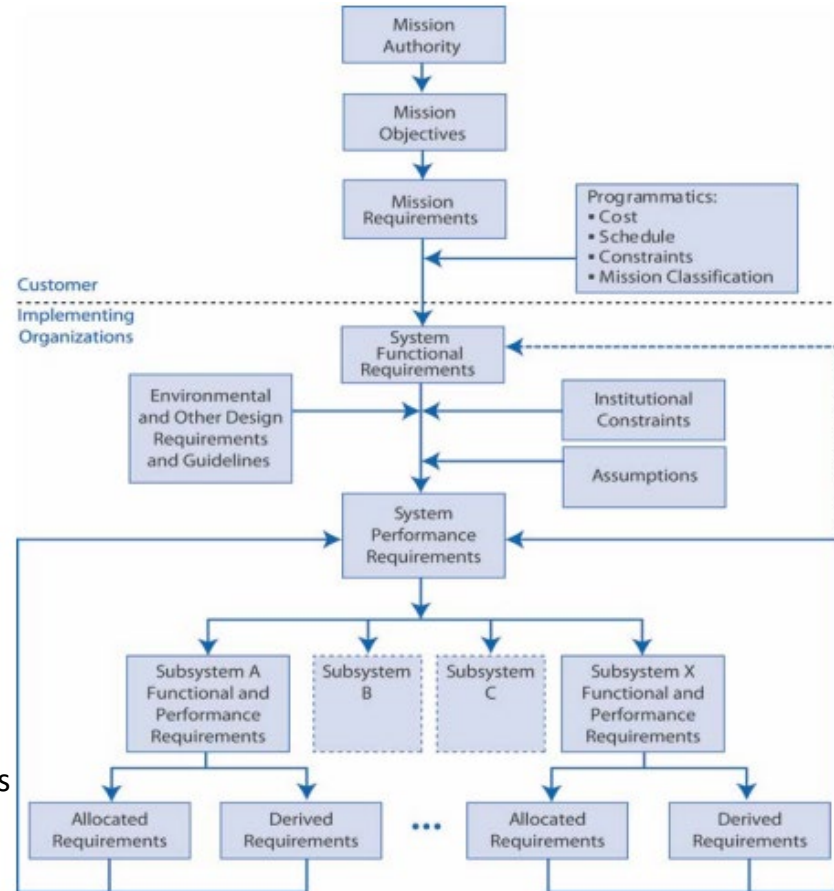 Mission
Authority
Mission
Objectives
Mission
Requirements
Programmatics:
▪ Cost
▪ Schedule
▪ Constraints
▪ Mission Classification
Customer
Implementing
Organizations
System
Functional
Requirements
Environmental
and Other Design
Requirements
and Guidelines
Institutional
Constraints
Assumptions
System
Performance
Requirements
Subsystem A
Functional and
Performance
Requirements
Subsystem
B
Subsystem
C
Subsystem X
Functional and
Performance
Requirements
s
Allocated
Requirements
Derived
Requirements
•••
Allocated
Requirements
Derived
Requirements